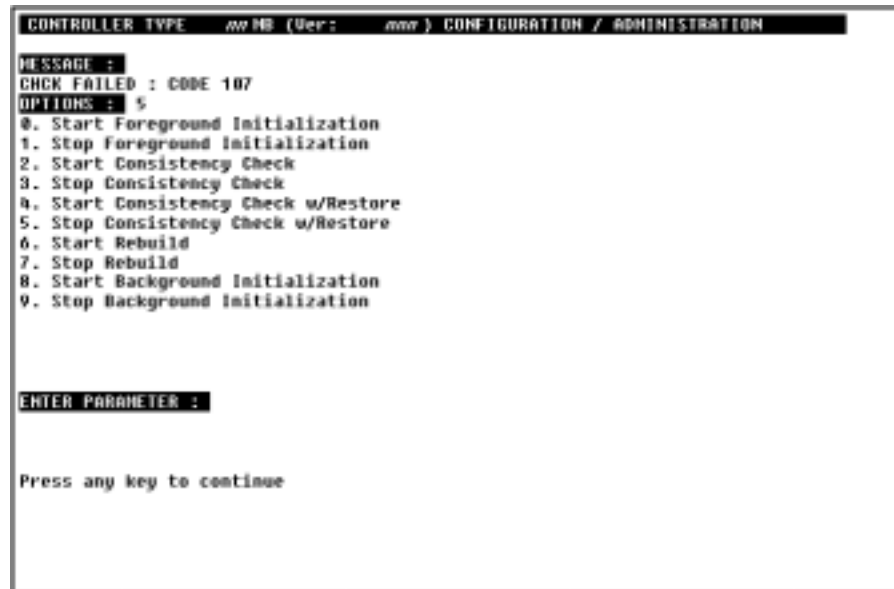 CONTROLLER TYPE nn MB (Ver: nnn) CONFIGURATION / ADMINISTRATION
MESSAGE :
CHCK FAILED : CODE 107
OPTIONS : 5
0. Start Foreground Initialization
1. Stop Foreground Initialization
2. Start Consistency Check
3. Stop Consistency Check
4. Start Consistency Check w/Restore
5. Stop Consistency Check w/Restore
6. Start Rebuild
7. Stop Rebuild
8. Start Background Initialization
9. Stop Background Initialization
ENTER PARAMETER :
Press any key to continue